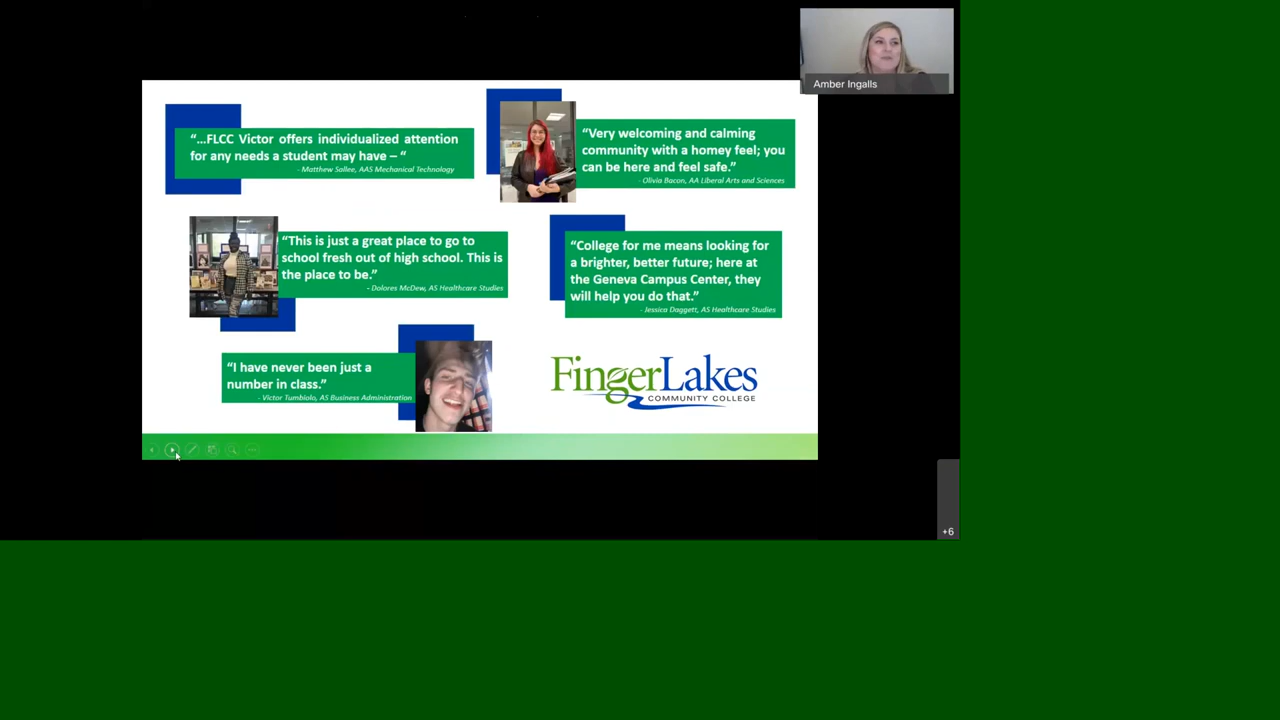 Amber Ingalls
“...FLCC Victor offers individualized attention
for any needs a student may have – “
- Matthew Sallee, AAS Mechanical Technology
“Very welcoming and calming
community with a homey feel; you
can be here and feel safe.”
- Olivia Bacon, AA Liberal Arts and Sciences
“This is just a great place to go to
school fresh out of high school. This is
the place to be.”
- Dolores McDew, AS Healthcare Studies
“College for me means looking for
a brighter, better future; here at
the Geneva Campus Center, they
will help you do that.”
- Jessica Daggett, AS Healthcare Studies
“I have never been just a
number in class.”
- Victor Tumbiolo, AS Business Administration
FingerLakes
COMMUNITY COLLEGE
+6